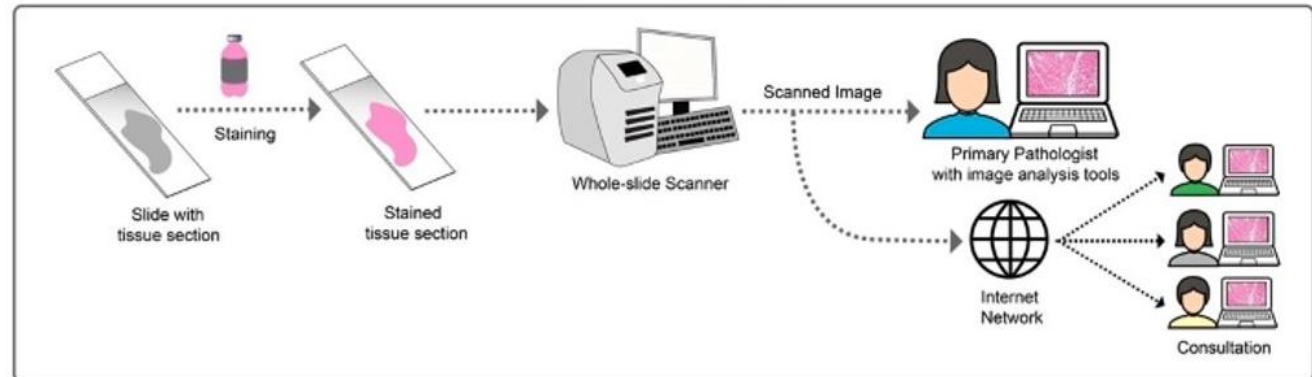 Staining
Slide with
tissue section
Stained
tissue section
Whole-slide Scanner
Scanned Image
Primary Pathologist
with image analysis tools
Internet
Network
Consultation